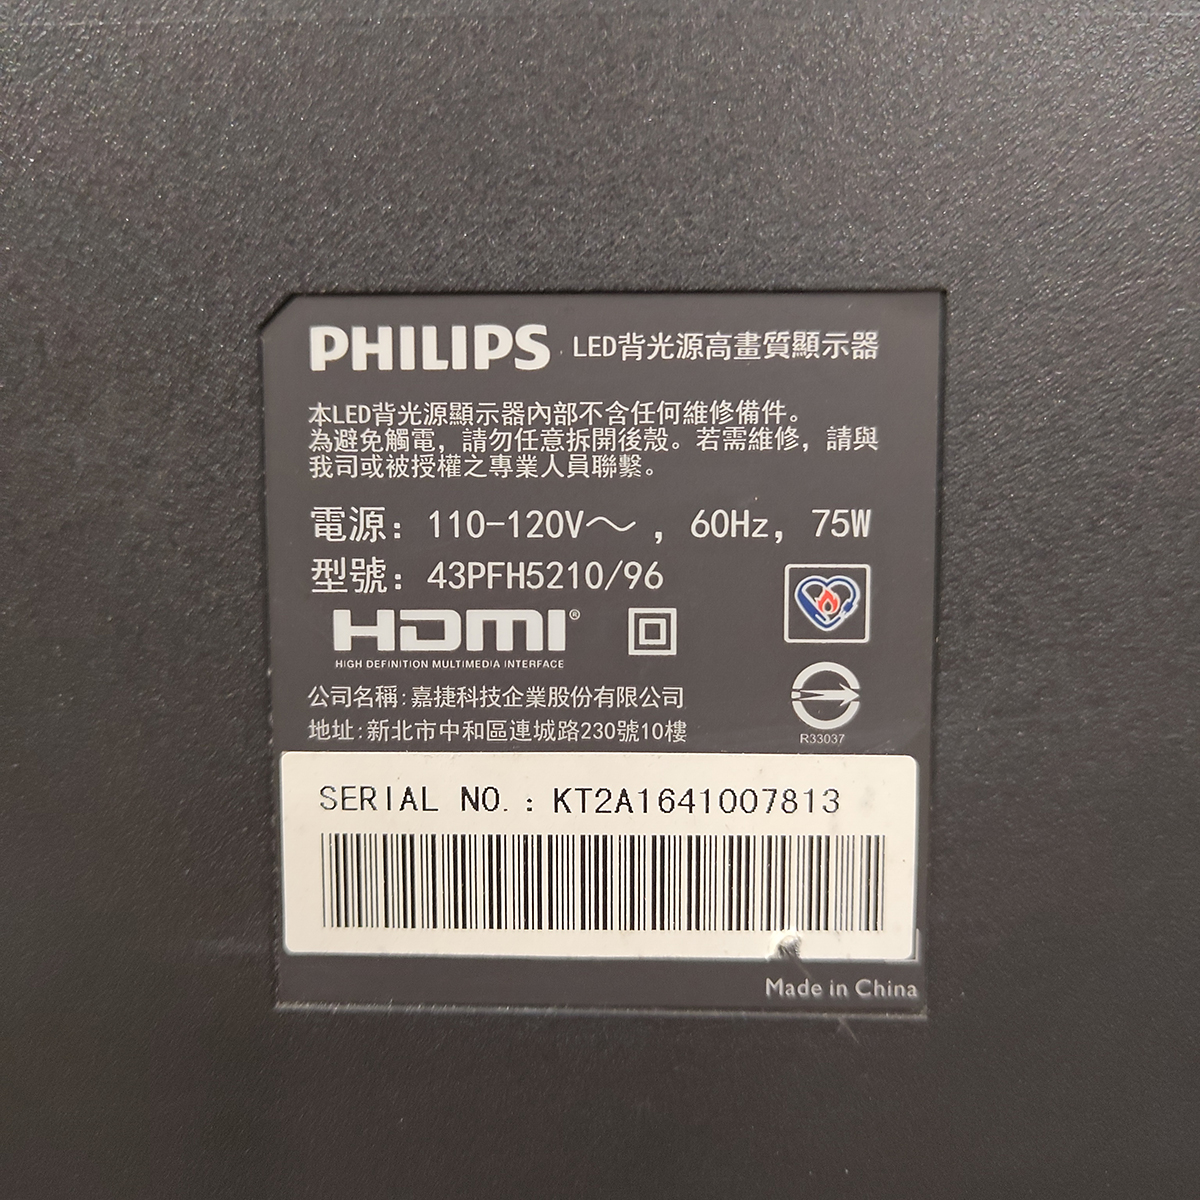 PHILIPS LED背光源高畫質顯示器
本LED背光源顯示器內部不含任何維修備件。
為避免觸電，請勿任意拆開後殼。若需維修，請與
我司或被授權之專業人員聯繫。
電源：110-120V～，60Hz，75W
型號：43PFH5210/96
HDMI®
HIGH DEFINITION MULTIMEDIA INTERFACE
公司名稱：嘉捷科技企業股份有限公司
地址：新北市中和區連城路230號10樓
R33037
SERIAL NO.：KT2A1641007813
Made in China